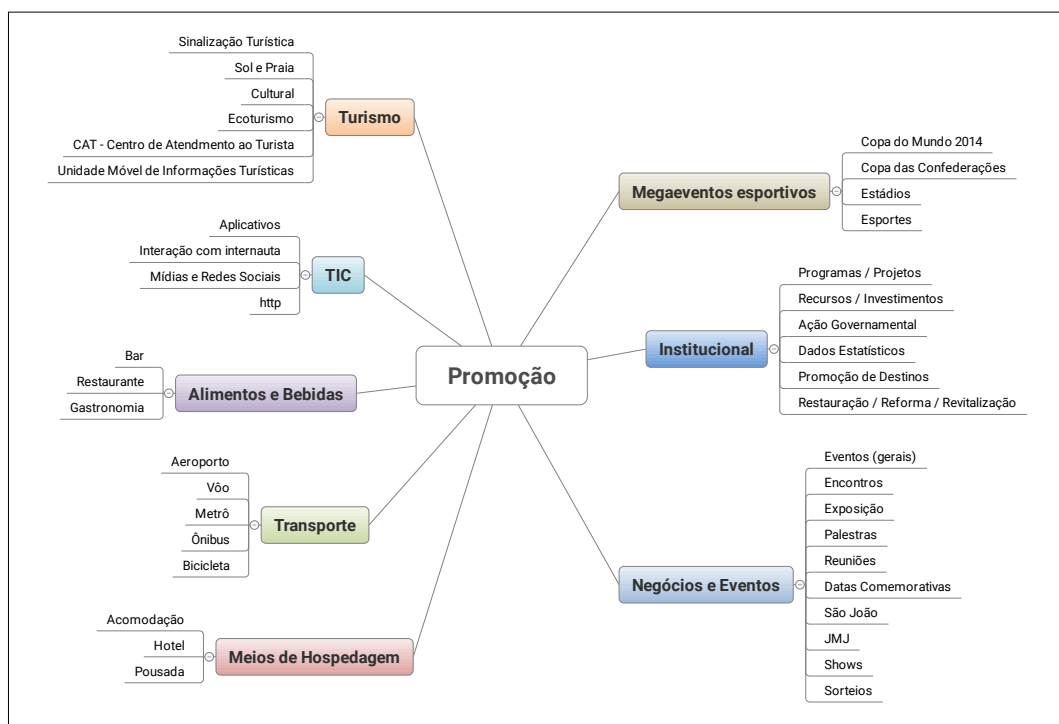 Promoção
Turismo
Sinalização Turística
Sol e Praia
Cultural
Ecoturismo
CAT - Centro de Atendmento ao Turista
Unidade Móvel de Informações Turísticas
TIC
Aplicativos
Interação com internauta
Mídias e Redes Sociais
http
Alimentos e Bebidas
Bar
Restaurante
Gastronomia
Transporte
Aeroporto
Vôo
Metrô
Ônibus
Bicicleta
Meios de Hospedagem
Acomodação
Hotel
Pousada
Megaeventos esportivos
Copa do Mundo 2014
Copa das Confederações
Estádios
Esportes
Institucional
Programas / Projetos
Recursos / Investimentos
Ação Governamental
Dados Estatísticos
Promoção de Destinos
Restauração / Reforma / Revitalização
Negócios e Eventos
Eventos (gerais)
Encontros
Exposição
Palestras
Reuniões
Datas Comemorativas
São João
JMJ
Shows
Sorteios